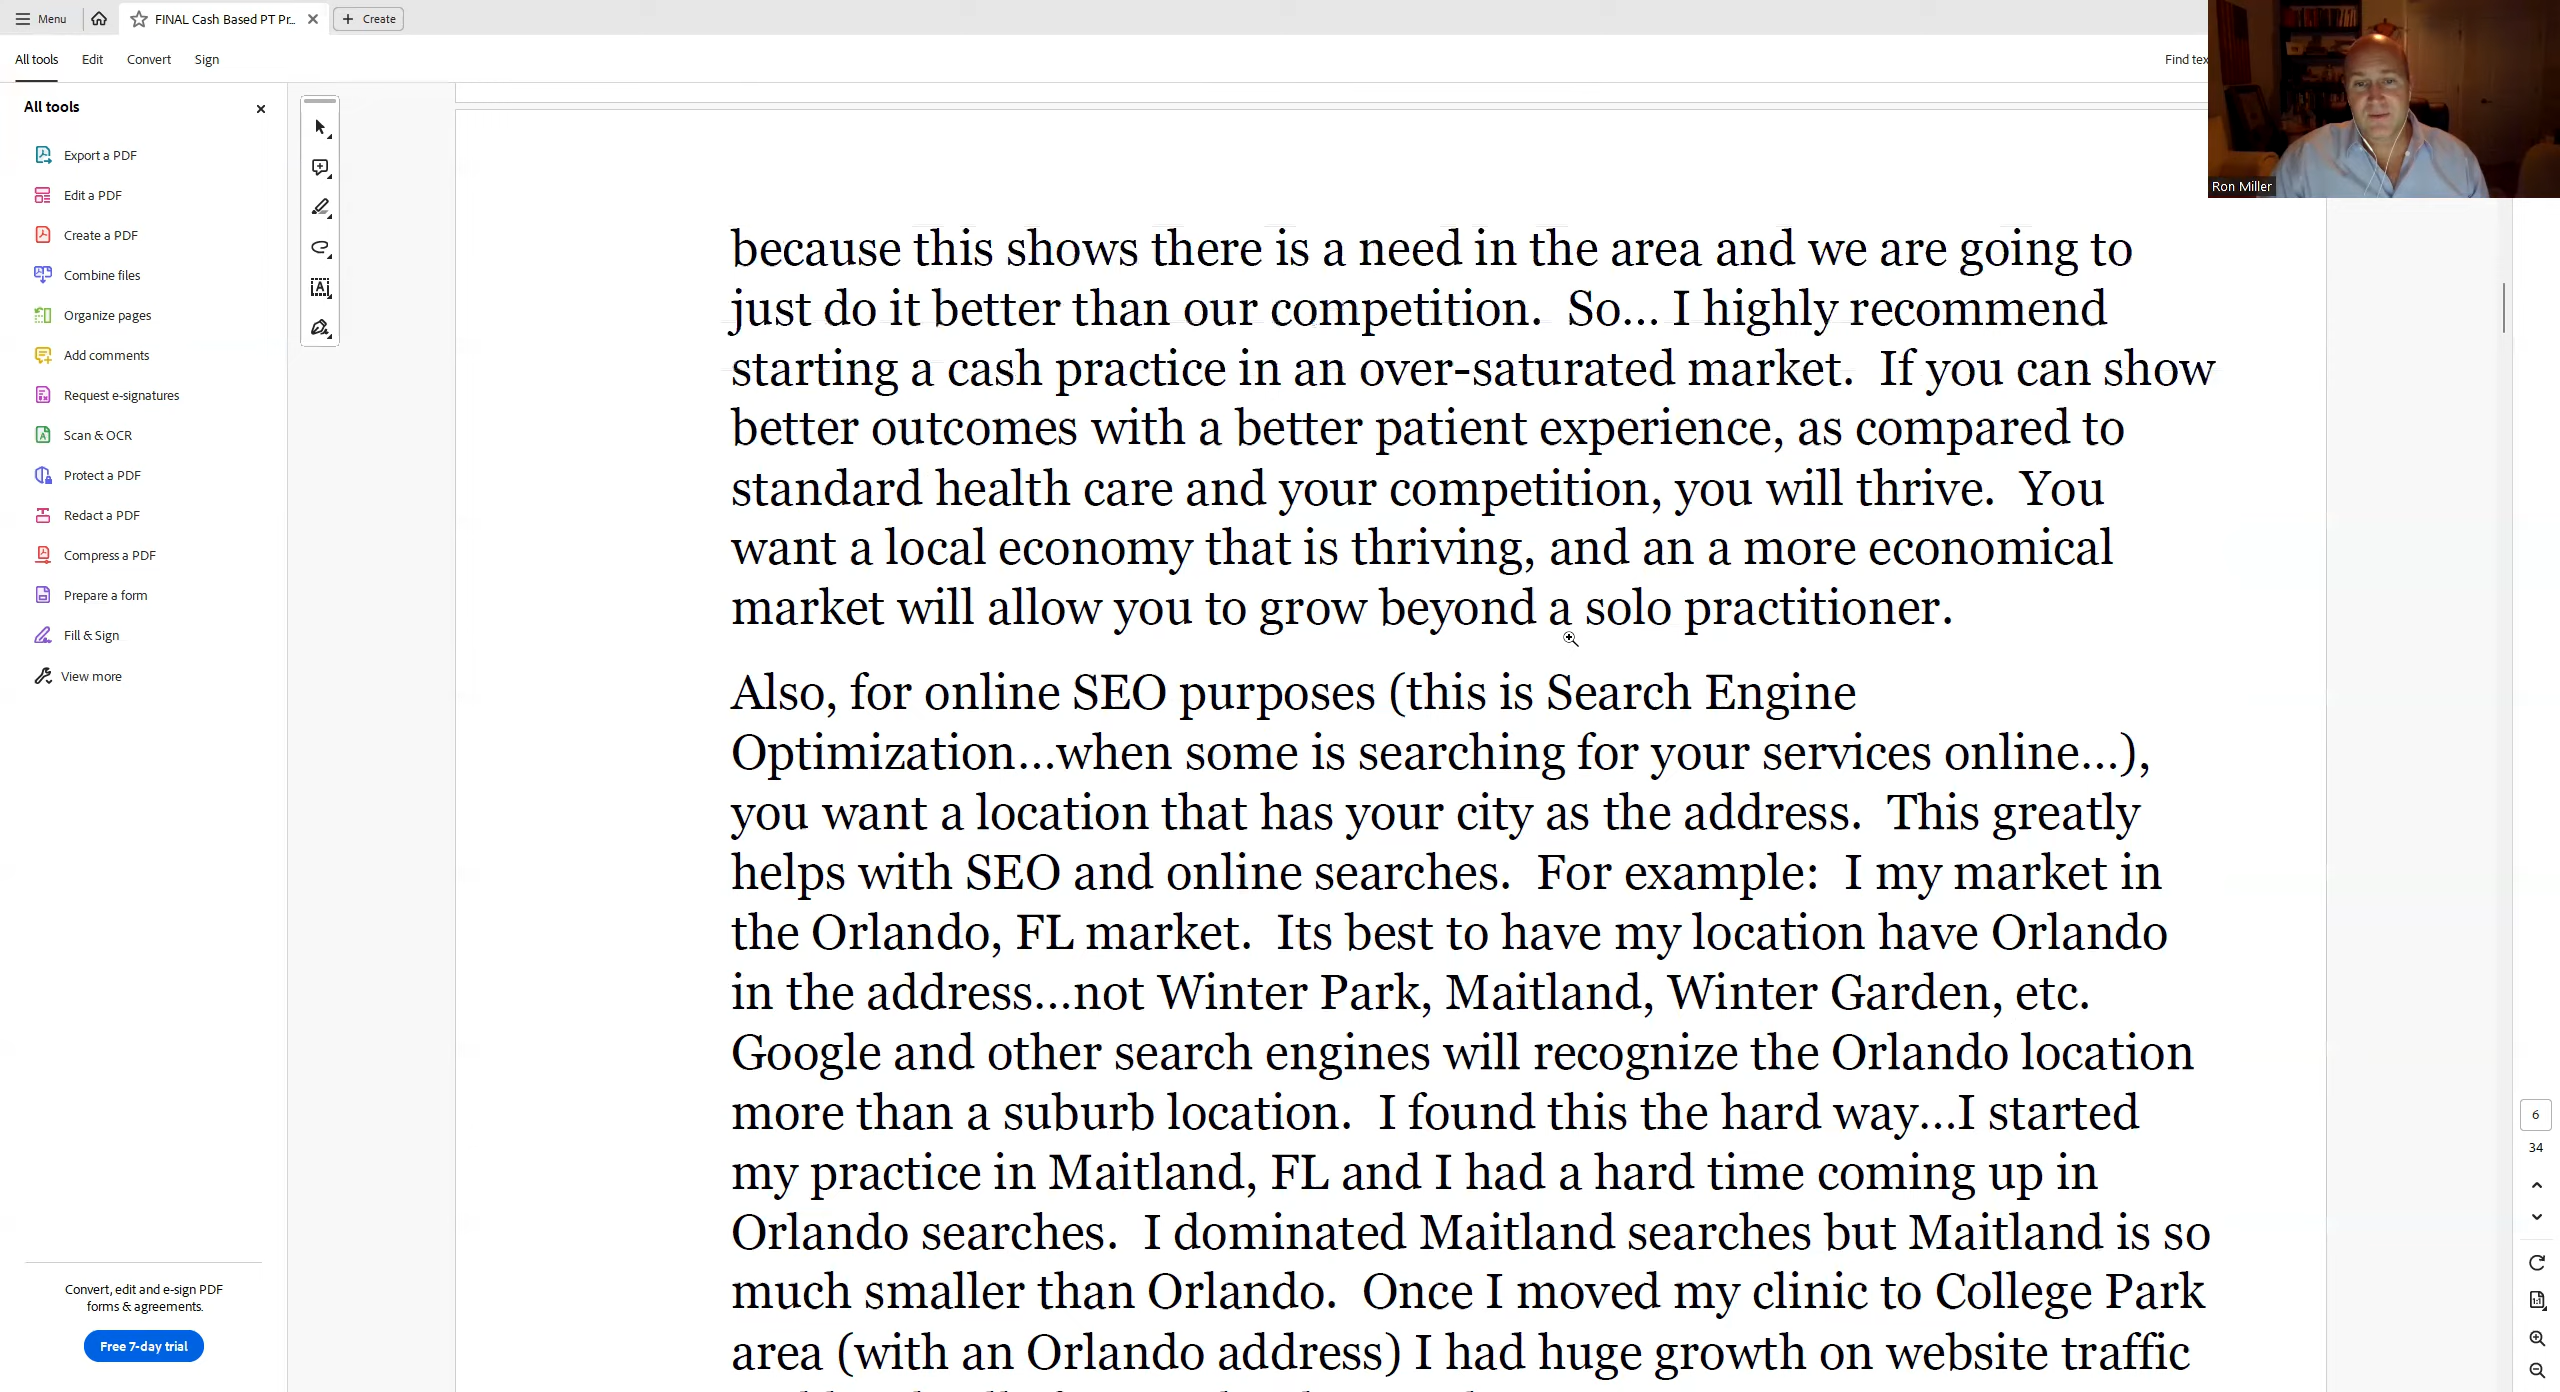 Menu
FINAL Cash Based PT Pr...
Create
All tools
Edit
Convert
Sign
Find tex
Ron Miller
All tools
Export a PDF
Edit a PDF
Create a PDF
Combine files
Organize pages
Add comments
Request e-signatures
Scan & OCR
Protect a PDF
Redact a PDF
Compress a PDF
Prepare a form
Fill & Sign
View more
Convert, edit and e-sign PDF
forms & agreements.
Free 7-day trial
because this shows there is a need in the area and we are going to
just do it better than our competition.  So... I highly recommend
starting a cash practice in an over-saturated market.  If you can show
better outcomes with a better patient experience, as compared to
standard health care and your competition, you will thrive.  You
want a local economy that is thriving, and an a more economical
market will allow you to grow beyond a solo practitioner.
Also, for online SEO purposes (this is Search Engine
Optimization...when some is searching for your services online...),
you want a location that has your city as the address.  This greatly
helps with SEO and online searches.  For example:  I my market in
the Orlando, FL market.  Its best to have my location have Orlando
in the address...not Winter Park, Maitland, Winter Garden, etc.
Google and other search engines will recognize the Orlando location
more than a suburb location.  I found this the hard way...I started
my practice in Maitland, FL and I had a hard time coming up in
Orlando searches.  I dominated Maitland searches but Maitland is so
much smaller than Orlando.  Once I moved my clinic to College Park
area (with an Orlando address) I had huge growth on website traffic
6
34